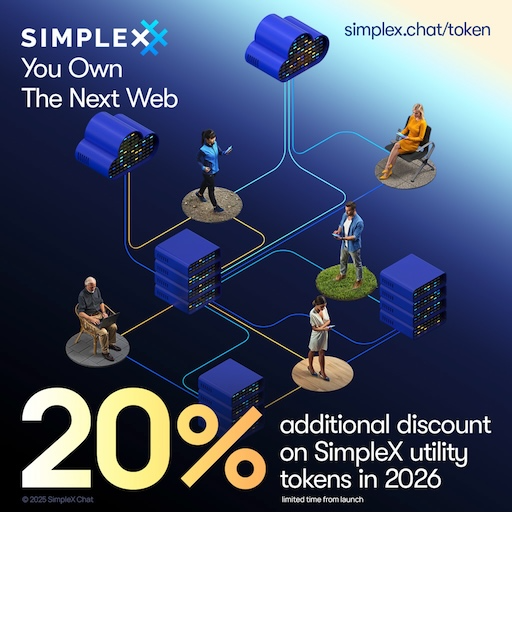 SIMPLEX
simplex.chat/token
You Own
The Next Web
20%
additional discount
on SimpleX utility
tokens in 2026
© 2025 SimpleX Chat
limited time from launch